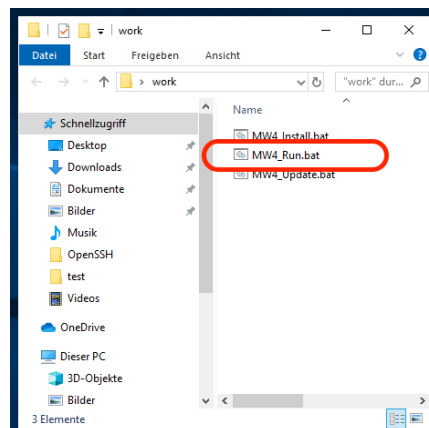 work
Datei Start Freigeben Ansicht
work "work" dur...
Name
Schnellzugriff
Desktop
Downloads
Dokumente
Bilder
Musik
OpenSSH
test
Videos
OneDrive
Dieser PC
3D-Objekte
Bilder
MW4_Install.bat
MW4_Run.bat
MW4_Update.bat
3 Elemente